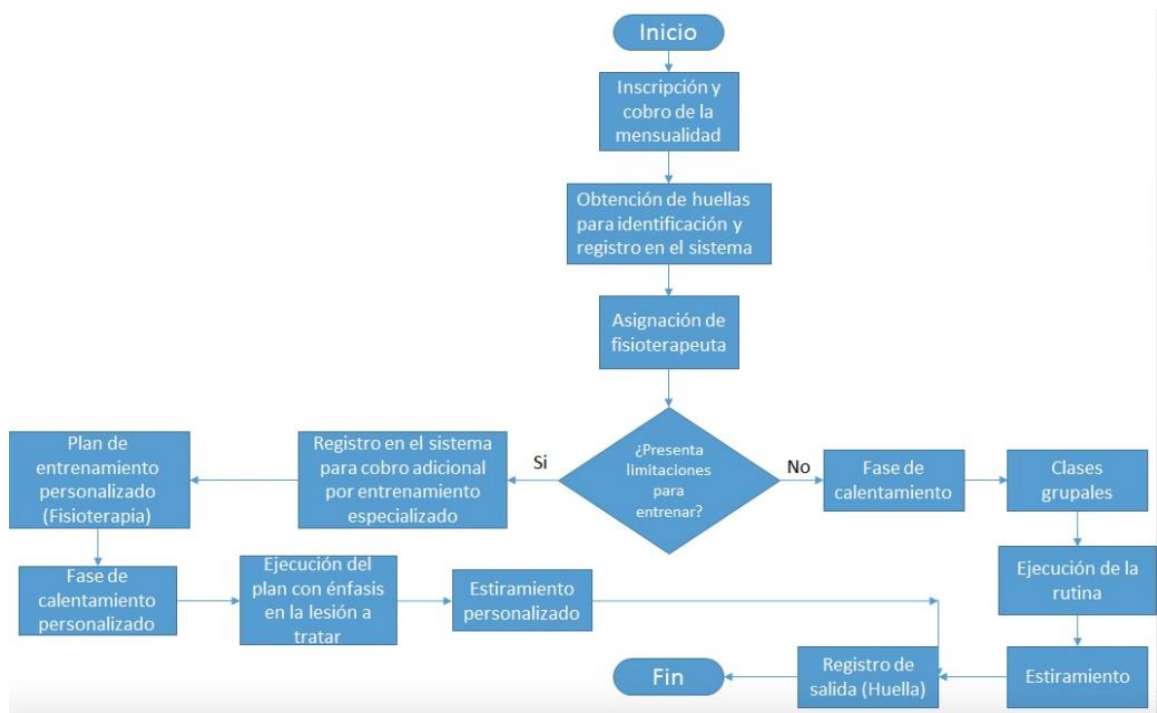 Inicio
Inscripción y
cobro de la
mensualidad
Obtención de huellas
para identificación y
registro en el sistema
Asignación de
fisioterapeuta
¿Presenta
limitaciones
para
entrenar?
Si
Registro en el sistema
para cobro adicional
por entrenamiento
especializado
Plan de
entrenamiento
personalizado
(Fisioterapia)
Fase de
calentamiento
personalizado
Ejecución del
plan con énfasis
en la lesión a
tratar
Estiramiento
personalizado
No
Fase de
calentamiento
Clases
grupales
Ejecución de la
rutina
Estiramiento
Registro de
salida (Huella)
Fin